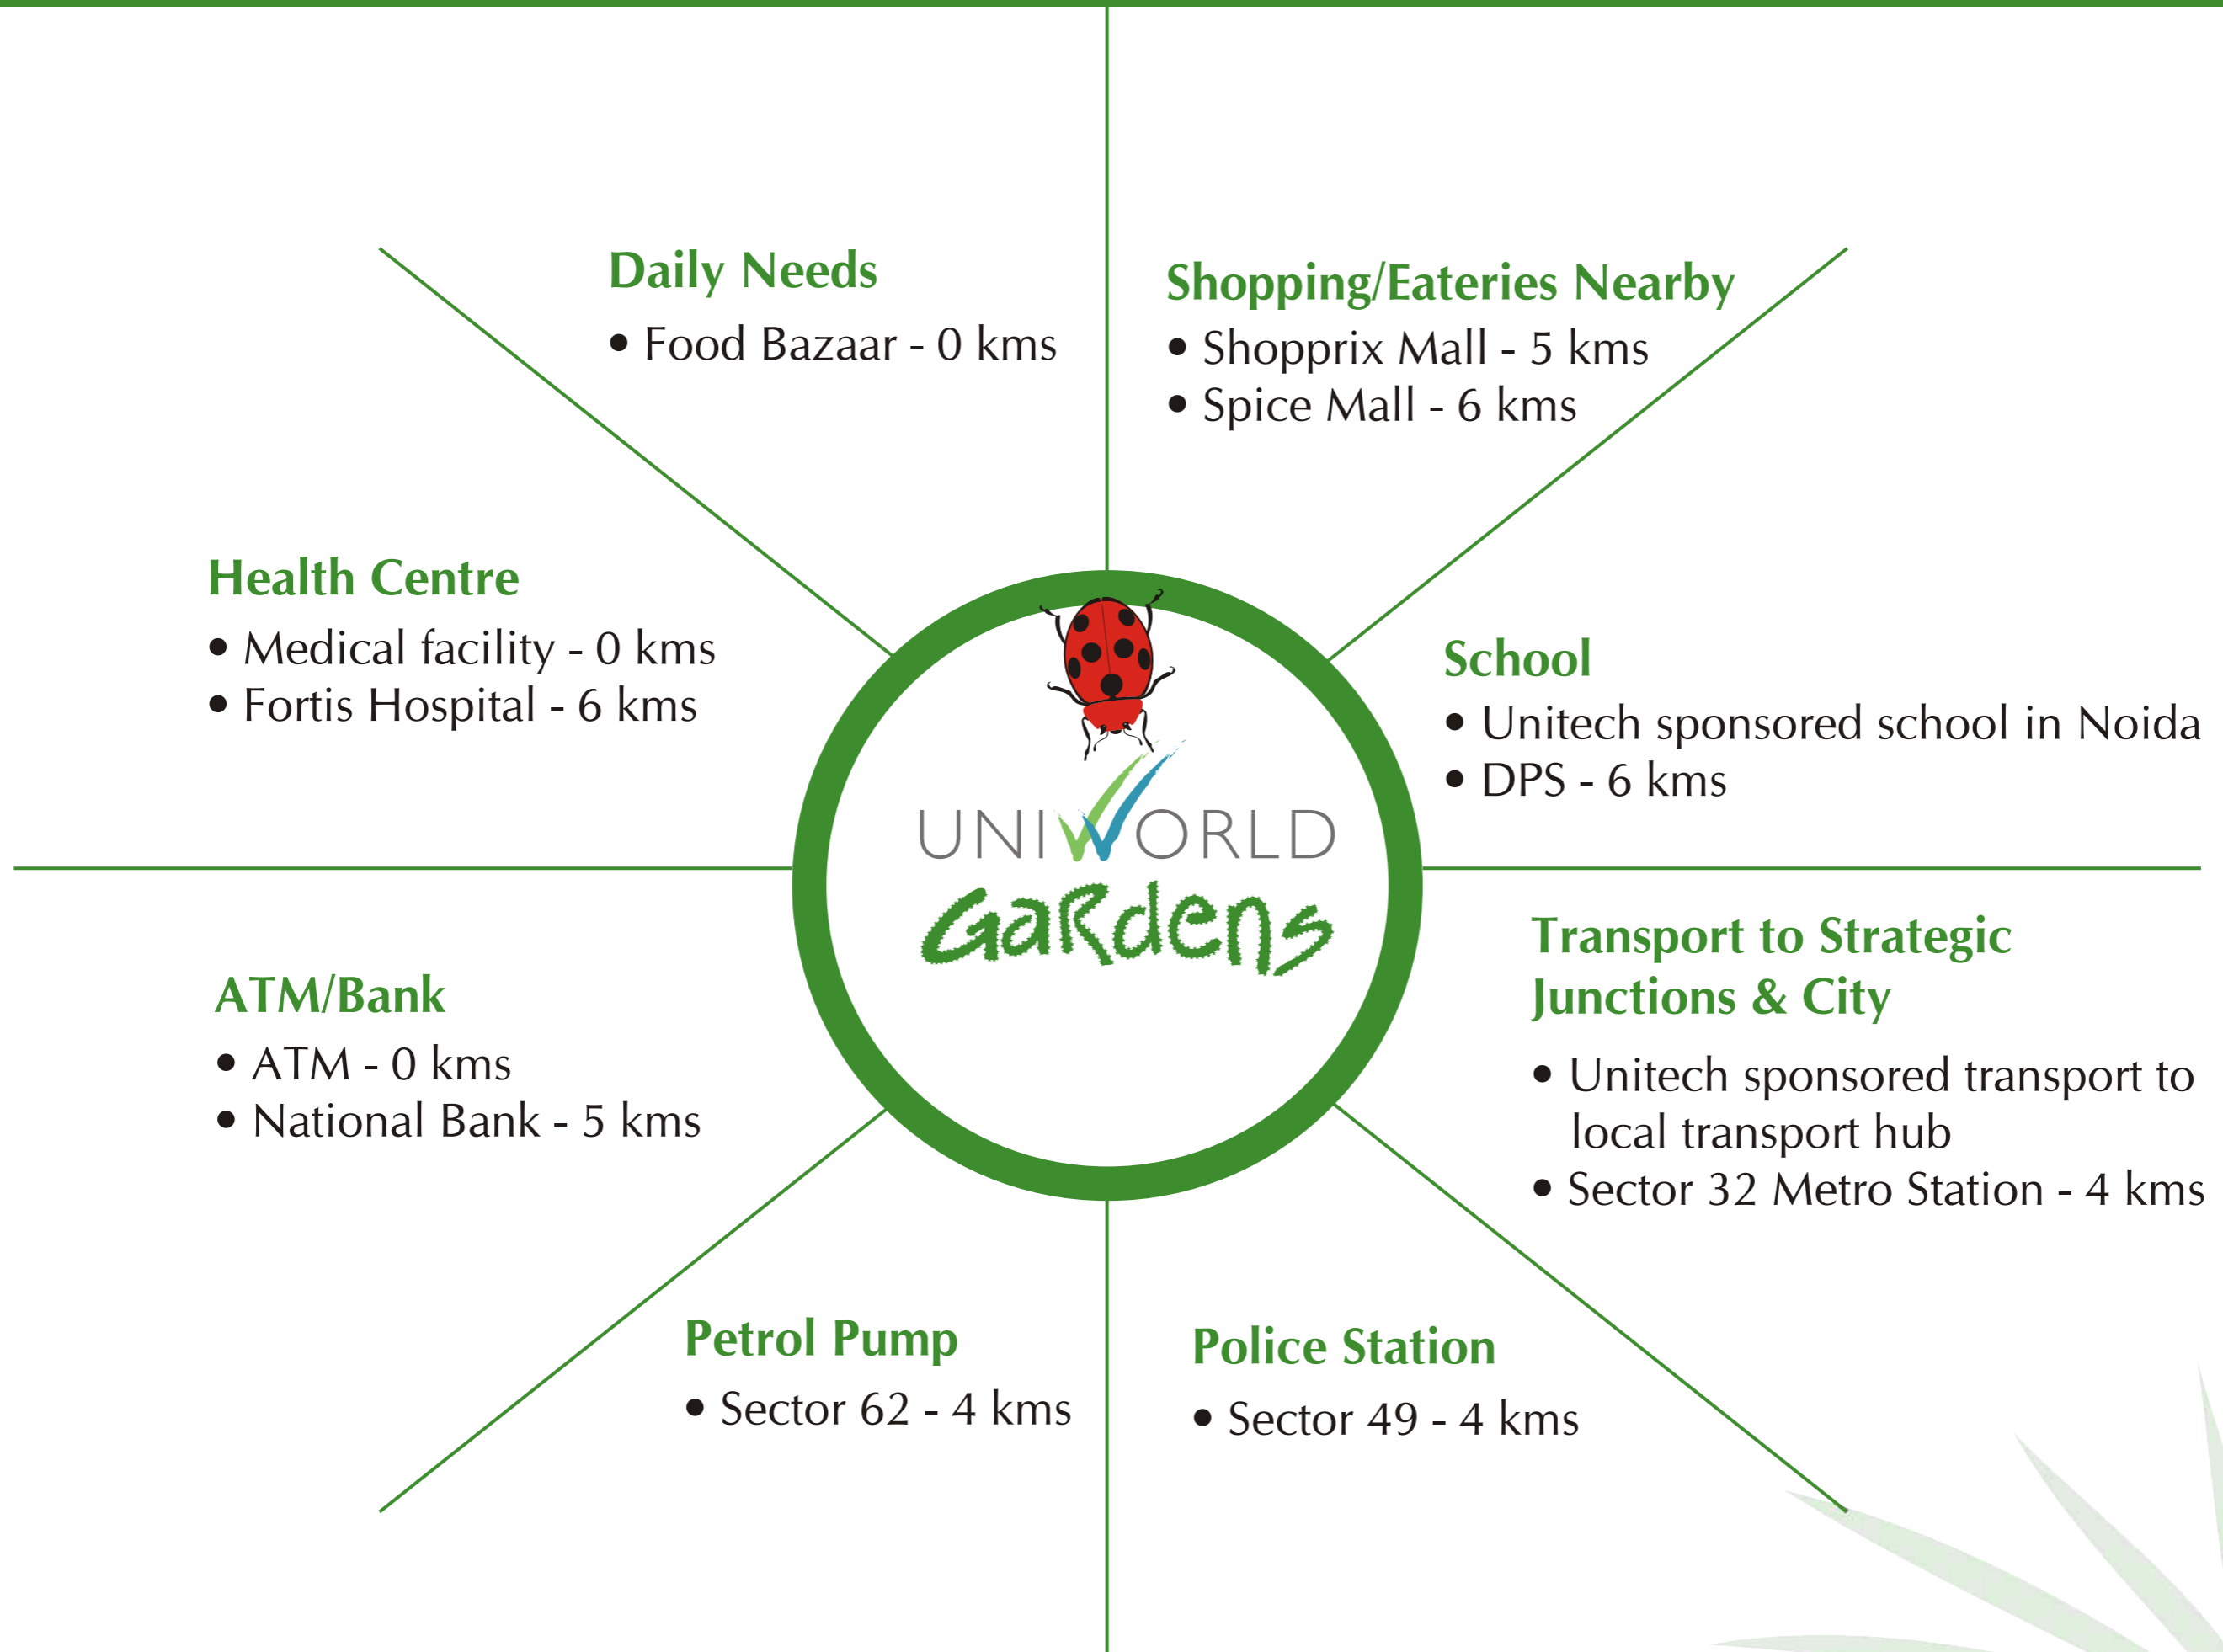 Daily Needs
• Food Bazaar - 0 kms
Shopping/Eateries Nearby
• Shopprix Mall - 5 kms
• Spice Mall - 6 kms
Health Centre
• Medical facility - 0 kms
• Fortis Hospital - 6 kms
School
• Unitech sponsored school in Noida
• DPS - 6 kms
UNIWORLD
Gardens
ATM/Bank
• ATM - 0 kms
• National Bank - 5 kms
Transport to Strategic
Junctions & City
• Unitech sponsored transport to
local transport hub
• Sector 32 Metro Station - 4 kms
Petrol Pump
• Sector 62 - 4 kms
Police Station
• Sector 49 - 4 kms